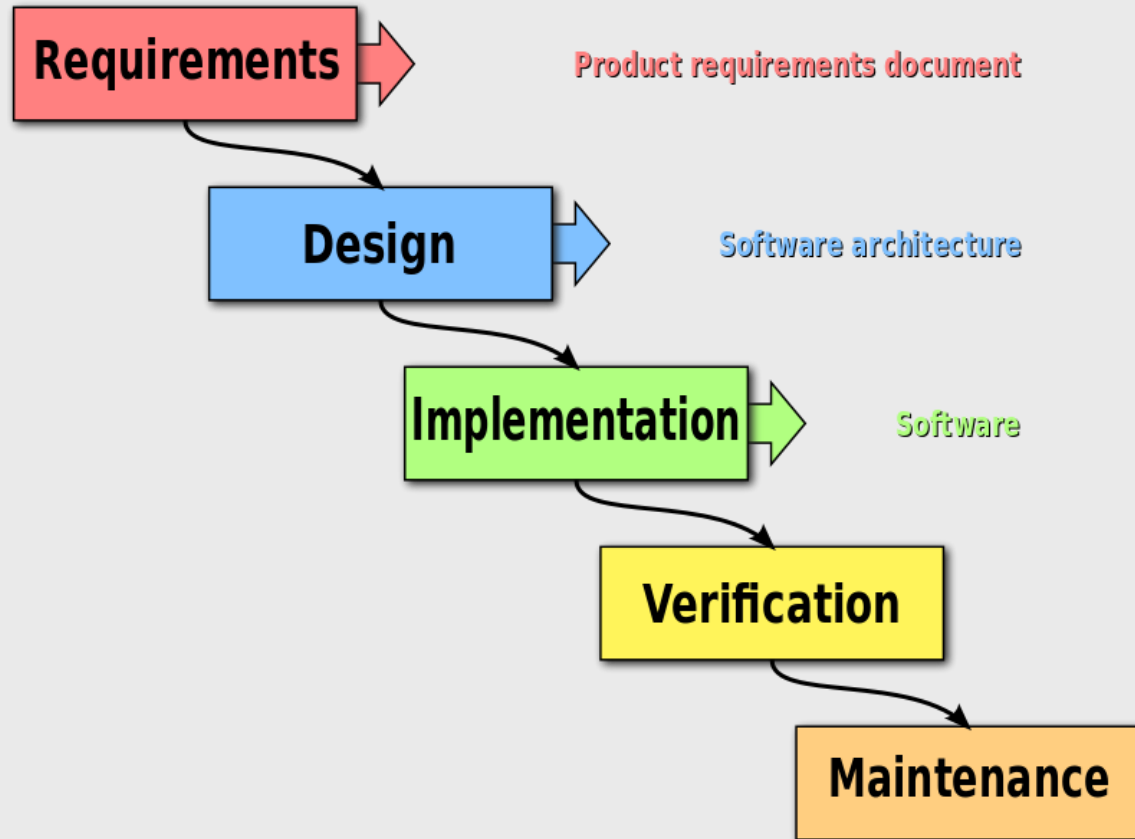 Requirements
Product requirements document
Design
Software architecture
Implementation
Software
Verification
Maintenance